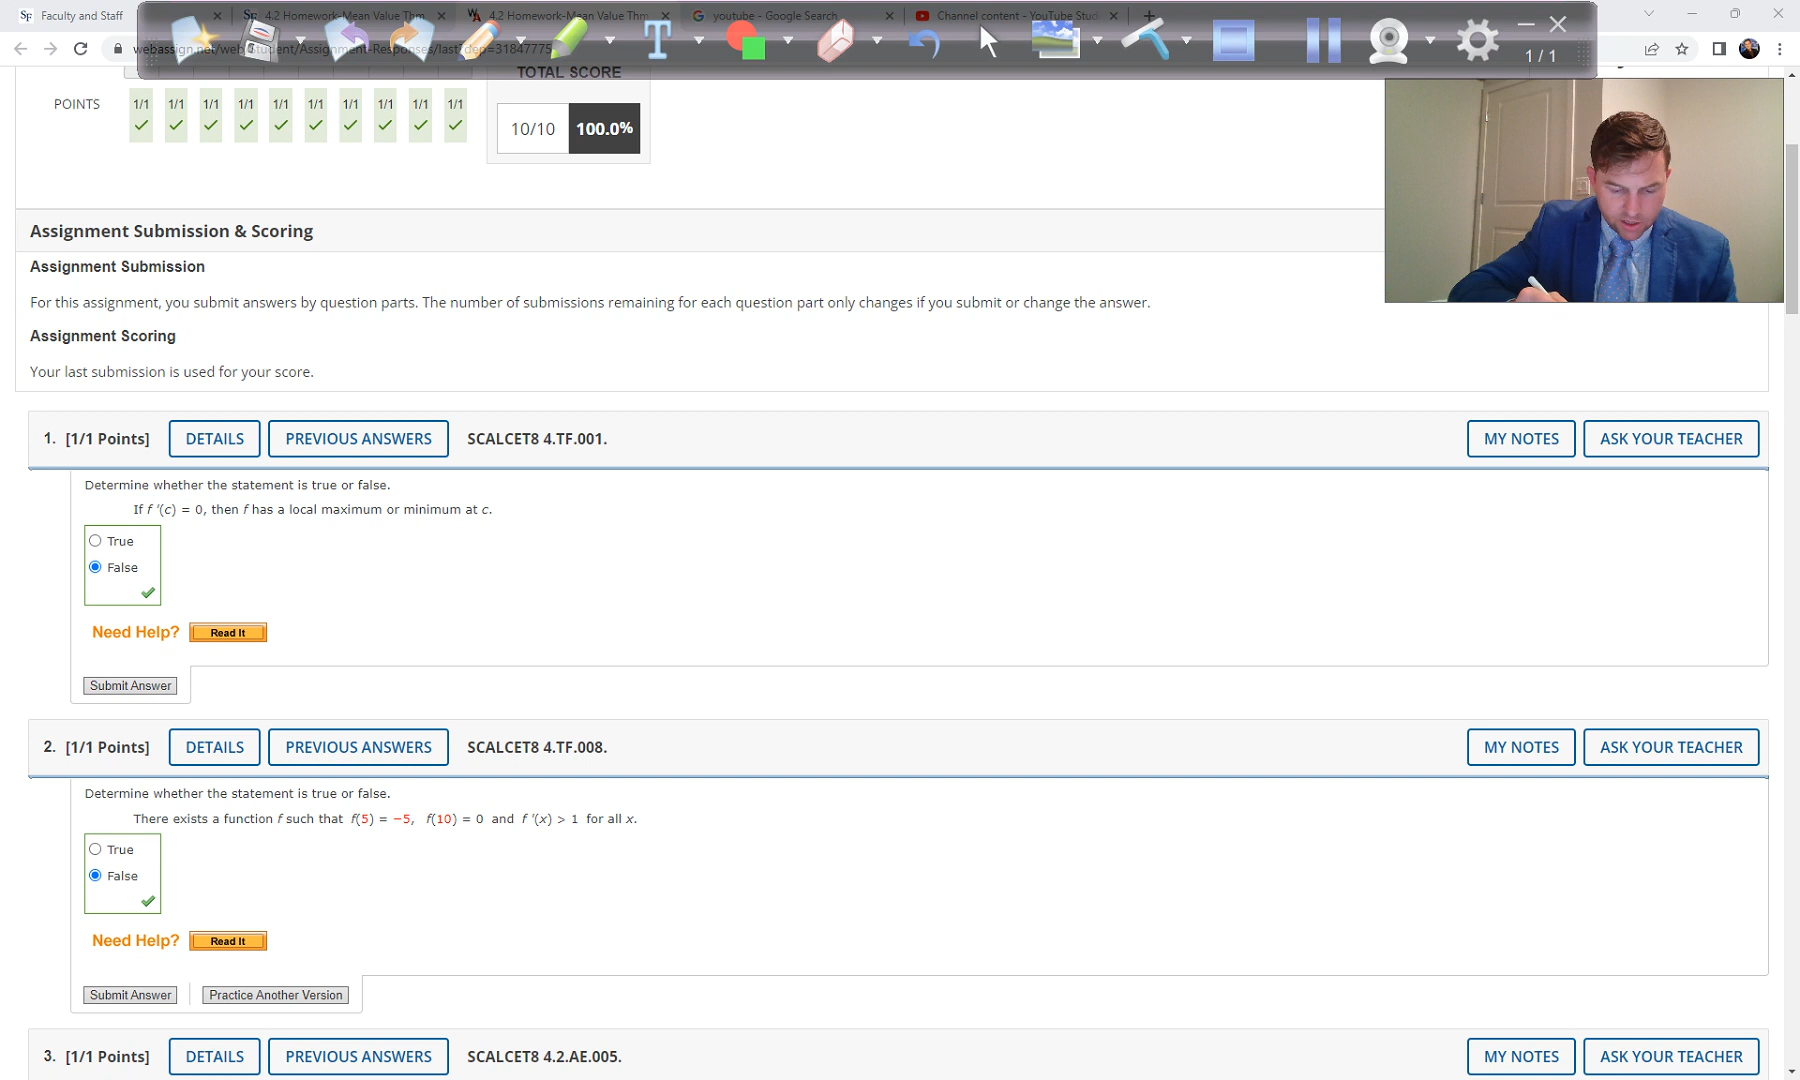 Faculty and Staff
4.2 Homework-Mean Value Thm
4.2 Homework-Mean Value Thm
youtube - Google Search
Channel content - YouTube Studi
webassign.net/web/Student/Assignment-Responses/last?dep=31847775
1 / 1
TOTAL SCORE
POINTS 1/1 1/1 1/1 1/1 1/1 1/1 1/1 1/1 1/1 1/1
10/10 100.0%
Assignment Submission & Scoring
Assignment Submission
For this assignment, you submit answers by question parts. The number of submissions remaining for each question part only changes if you submit or change the answer.
Assignment Scoring
Your last submission is used for your score.
1. [1/1 Points] DETAILS PREVIOUS ANSWERS SCALCET8 4.TF.001. MY NOTES ASK YOUR TEACHER
Determine whether the statement is true or false.
If f '(c) = 0, then f has a local maximum or minimum at c.
True
False
Need Help? Read It
Submit Answer
2. [1/1 Points] DETAILS PREVIOUS ANSWERS SCALCET8 4.TF.008. MY NOTES ASK YOUR TEACHER
Determine whether the statement is true or false.
There exists a function f such that f(5) = −5, f(10) = 0 and f '(x) > 1 for all x.
True
False
Need Help? Read It
Submit Answer Practice Another Version
3. [1/1 Points] DETAILS PREVIOUS ANSWERS SCALCET8 4.2.AE.005. MY NOTES ASK YOUR TEACHER